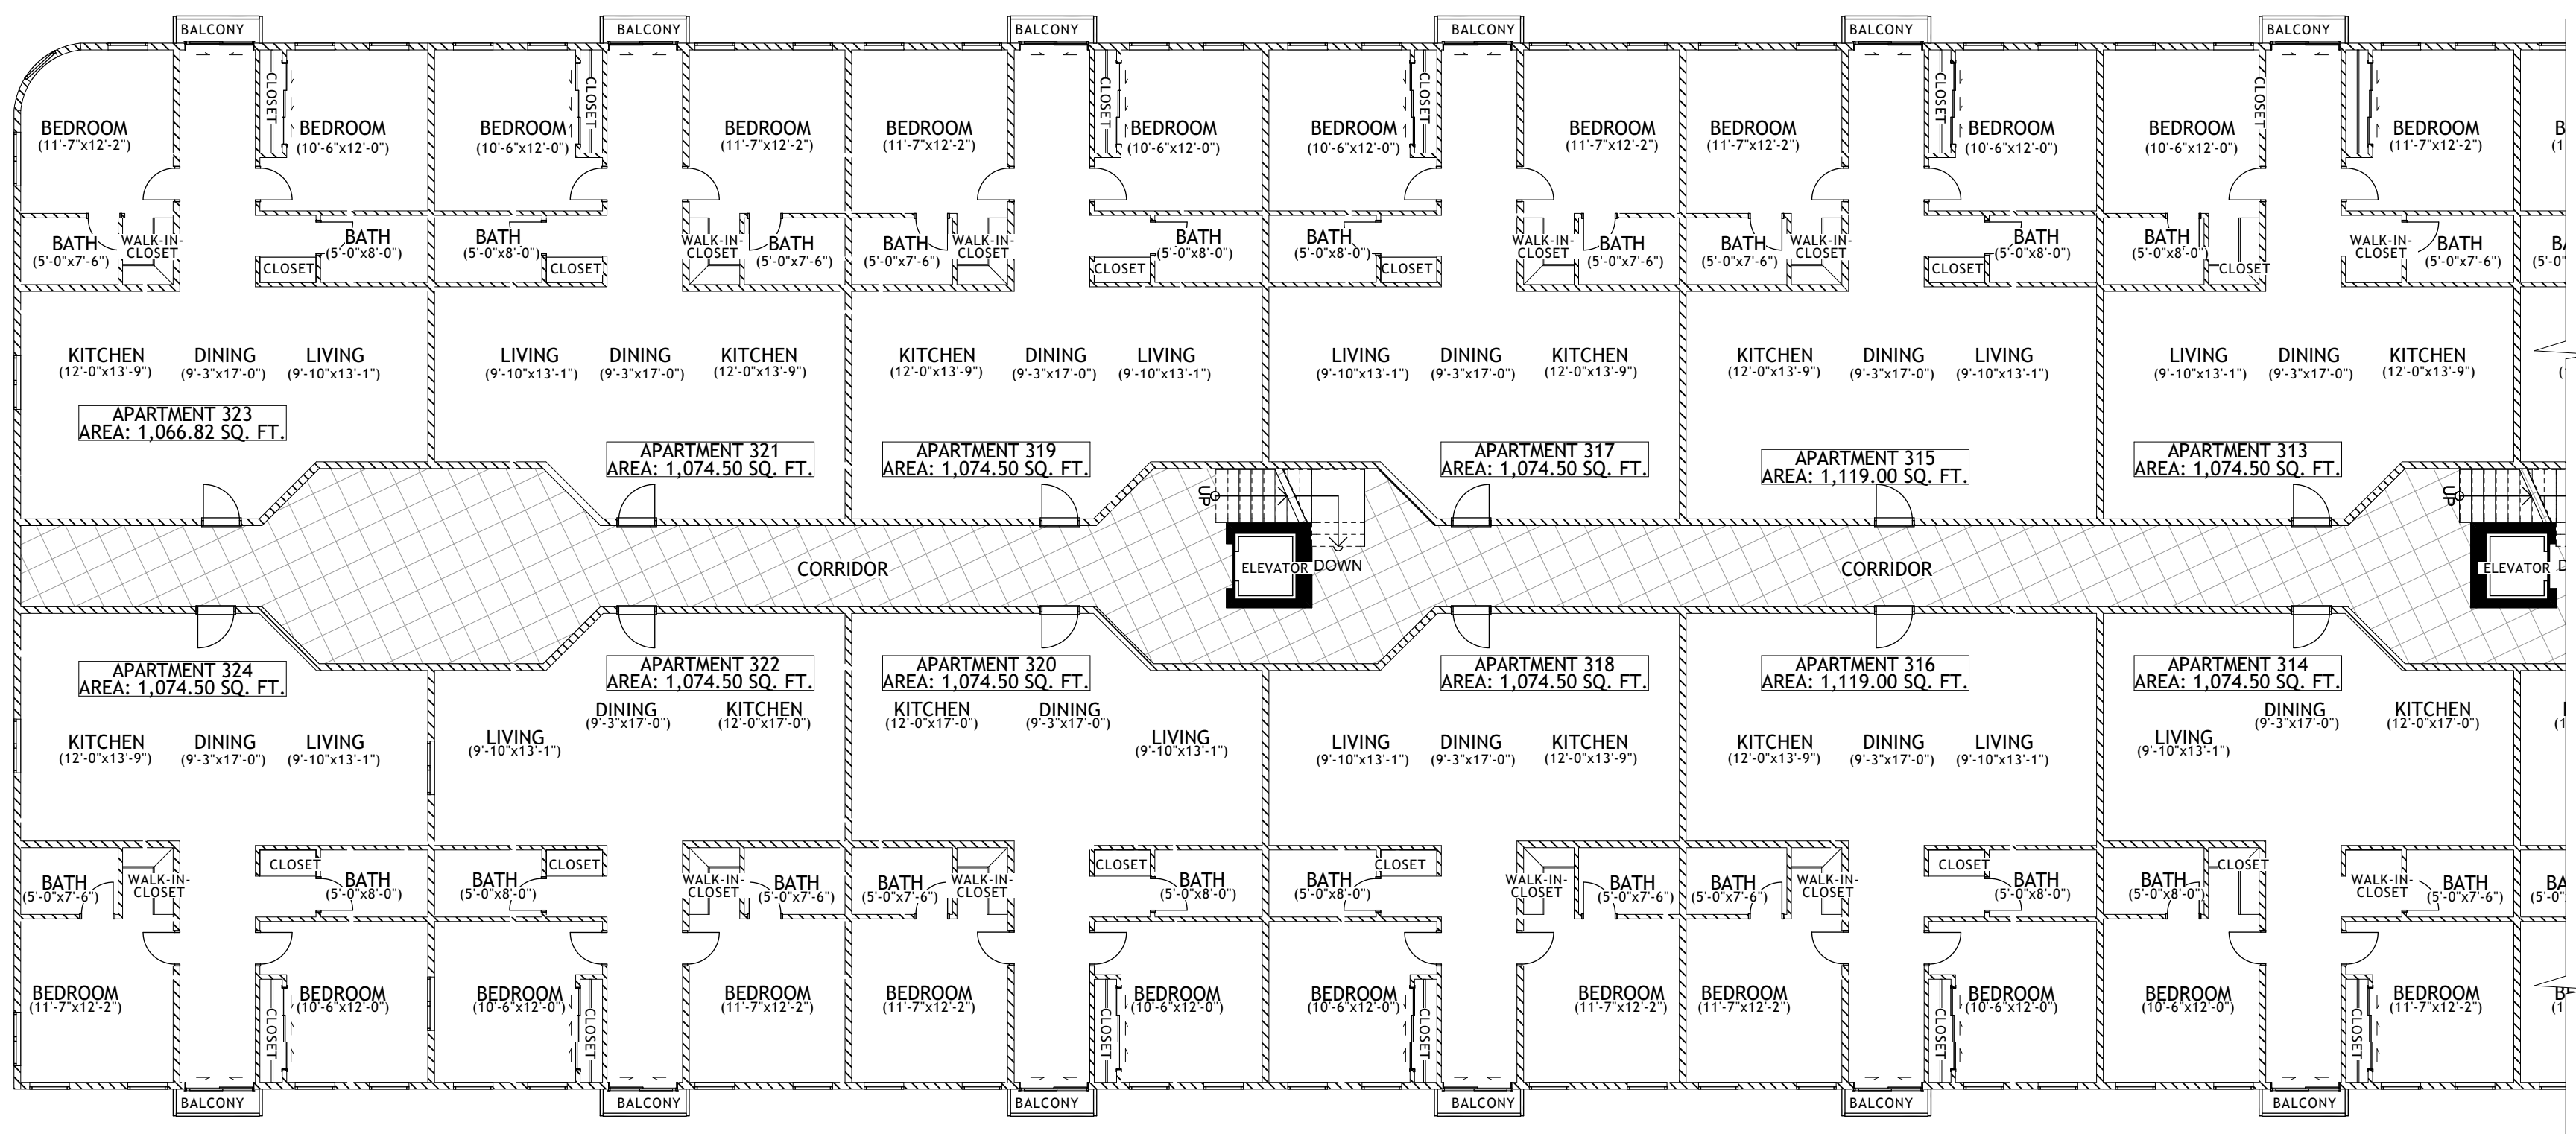 BALCONY
BALCONY
BALCONY
BALCONY
BALCONY
BALCONY
CLOSET
CLOSET
CLOSET
CLOSET
CLOSET
CLOSET
BEDROOM
(11'-7"x12'-2")
BEDROOM
(10'-6"x12'-0")
BEDROOM
(10'-6"x12'-0")
BEDROOM
(11'-7"x12'-2")
BEDROOM
(11'-7"x12'-2")
BEDROOM
(10'-6"x12'-0")
BEDROOM
(10'-6"x12'-0")
BEDROOM
(11'-7"x12'-2")
BEDROOM
(11'-7"x12'-2")
BEDROOM
(10'-6"x12'-0")
BEDROOM
(10'-6"x12'-0")
BEDROOM
(11'-7"x12'-2")
BATH
(5'-0"x7'-6")
WALK-IN-
CLOSET
CLOSET
BATH
(5'-0"x8'-0")
BATH
(5'-0"x8'-0")
CLOSET
WALK-IN-
CLOSET
BATH
(5'-0"x7'-6")
BATH
(5'-0"x7'-6")
WALK-IN-
CLOSET
CLOSET
BATH
(5'-0"x8'-0")
BATH
(5'-0"x8'-0")
CLOSET
WALK-IN-
CLOSET
BATH
(5'-0"x7'-6")
BATH
(5'-0"x7'-6")
WALK-IN-
CLOSET
CLOSET
BATH
(5'-0"x8'-0")
BATH
(5'-0"x8'-0")
CLOSET
WALK-IN-
CLOSET
BATH
(5'-0"x7'-6")
KITCHEN
(12'-0"x13'-9")
DINING
(9'-3"x17'-0")
LIVING
(9'-10"x13'-1")
LIVING
(9'-10"x13'-1")
DINING
(9'-3"x17'-0")
KITCHEN
(12'-0"x13'-9")
KITCHEN
(12'-0"x13'-9")
DINING
(9'-3"x17'-0")
LIVING
(9'-10"x13'-1")
LIVING
(9'-10"x13'-1")
DINING
(9'-3"x17'-0")
KITCHEN
(12'-0"x13'-9")
KITCHEN
(12'-0"x13'-9")
DINING
(9'-3"x17'-0")
LIVING
(9'-10"x13'-1")
LIVING
(9'-10"x13'-1")
DINING
(9'-3"x17'-0")
KITCHEN
(12'-0"x13'-9")
APARTMENT 323
AREA: 1,066.82 SQ. FT.
APARTMENT 321
AREA: 1,074.50 SQ. FT.
APARTMENT 319
AREA: 1,074.50 SQ. FT.
APARTMENT 317
AREA: 1,074.50 SQ. FT.
APARTMENT 315
AREA: 1,119.00 SQ. FT.
APARTMENT 313
AREA: 1,074.50 SQ. FT.
UP
UP
CORRIDOR
ELEVATOR
DOWN
CORRIDOR
ELEVATOR
APARTMENT 324
AREA: 1,074.50 SQ. FT.
APARTMENT 322
AREA: 1,074.50 SQ. FT.
APARTMENT 320
AREA: 1,074.50 SQ. FT.
APARTMENT 318
AREA: 1,074.50 SQ. FT.
APARTMENT 316
AREA: 1,119.00 SQ. FT.
APARTMENT 314
AREA: 1,074.50 SQ. FT.
KITCHEN
(12'-0"x13'-9")
DINING
(9'-3"x17'-0")
LIVING
(9'-10"x13'-1")
LIVING
(9'-10"x13'-1")
DINING
(9'-3"x17'-0")
KITCHEN
(12'-0"x17'-0")
KITCHEN
(12'-0"x17'-0")
DINING
(9'-3"x17'-0")
LIVING
(9'-10"x13'-1")
LIVING
(9'-10"x13'-1")
DINING
(9'-3"x17'-0")
KITCHEN
(12'-0"x13'-9")
KITCHEN
(12'-0"x13'-9")
DINING
(9'-3"x17'-0")
LIVING
(9'-10"x13'-1")
LIVING
(9'-10"x13'-1")
DINING
(9'-3"x17'-0")
KITCHEN
(12'-0"x17'-0")
BATH
(5'-0"x7'-6")
WALK-IN-
CLOSET
CLOSET
BATH
(5'-0"x8'-0")
BATH
(5'-0"x8'-0")
CLOSET
WALK-IN-
CLOSET
BATH
(5'-0"x7'-6")
BATH
(5'-0"x7'-6")
WALK-IN-
CLOSET
CLOSET
BATH
(5'-0"x8'-0")
BATH
(5'-0"x8'-0")
CLOSET
WALK-IN-
CLOSET
BATH
(5'-0"x7'-6")
BATH
(5'-0"x7'-6")
WALK-IN-
CLOSET
CLOSET
BATH
(5'-0"x8'-0")
BATH
(5'-0"x8'-0")
CLOSET
WALK-IN-
CLOSET
BATH
(5'-0"x7'-6")
BEDROOM
(11'-7"x12'-2")
BEDROOM
(10'-6"x12'-0")
BEDROOM
(10'-6"x12'-0")
BEDROOM
(11'-7"x12'-2")
BEDROOM
(11'-7"x12'-2")
BEDROOM
(10'-6"x12'-0")
BEDROOM
(10'-6"x12'-0")
BEDROOM
(11'-7"x12'-2")
BEDROOM
(11'-7"x12'-2")
BEDROOM
(10'-6"x12'-0")
BEDROOM
(10'-6"x12'-0")
BEDROOM
(11'-7"x12'-2")
CLOSET
CLOSET
CLOSET
CLOSET
CLOSET
CLOSET
BALCONY
BALCONY
BALCONY
BALCONY
BALCONY
BALCONY